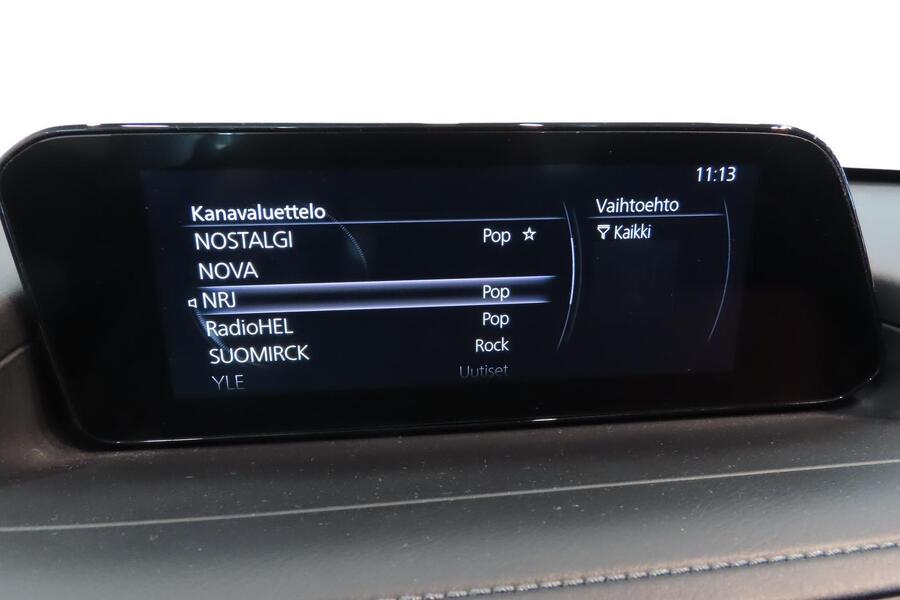 11:13
Kanavaluettelo
NOSTALGI Pop ☆
NOVA
NRJ Pop
RadioHEL Pop
SUOMIRCK Rock
YLE Uutiset
Vaihtoehto
Kaikki